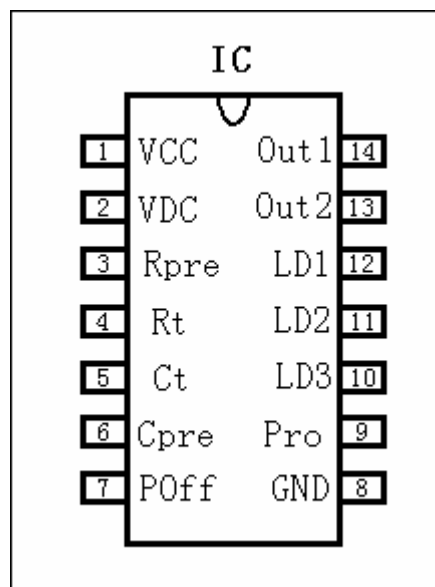 IC
1 VCC Out1 14
2 VDC Out2 13
3 Rpre LD1 12
4 Rt LD2 11
5 Ct LD3 10
6 Cpre Pro 9
7 POff GND 8